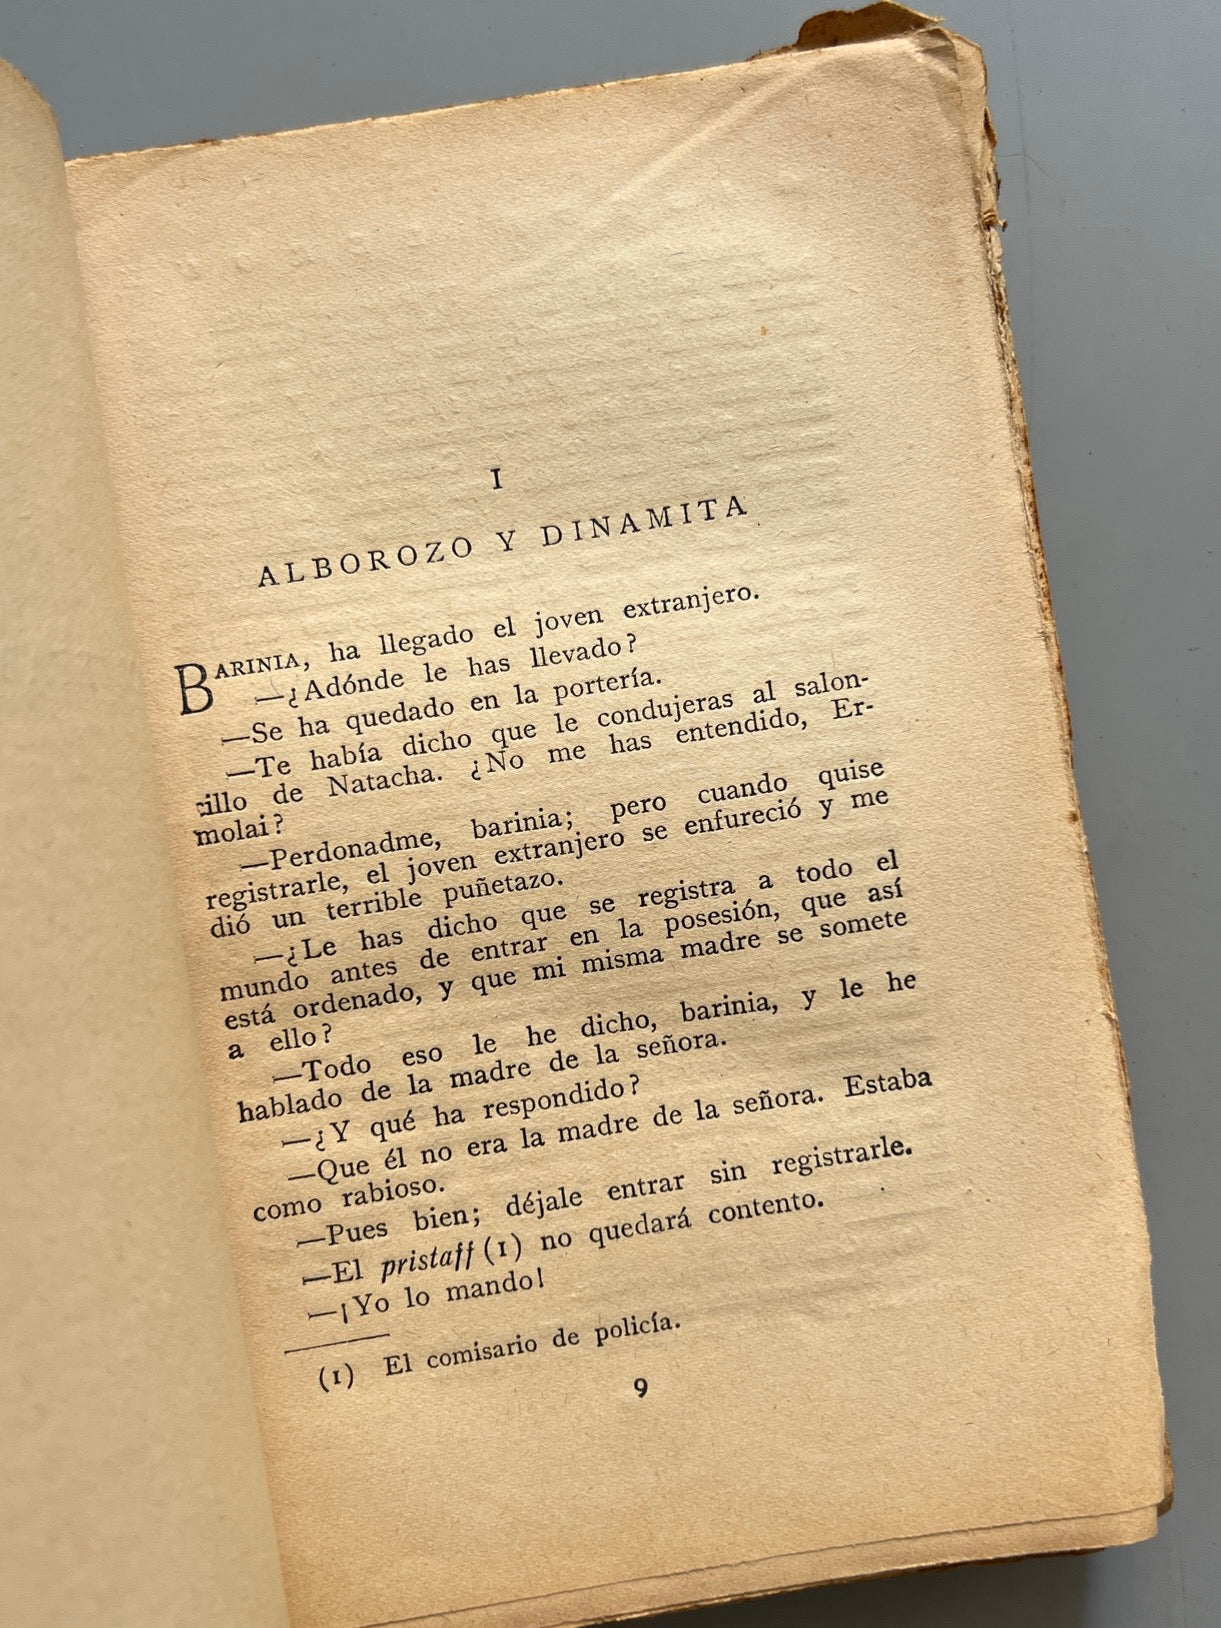 I
ALBOROZO Y DINAMITA
BARINIA, ha llegado el joven extranjero.
—¿Adónde le has llevado?
—Se ha quedado en la portería.
—Te había dicho que le condujeras al salon-
cillo de Natacha. ¿No me has entendido, Er-
molai?
—Perdonadme, barinia; pero cuando quise
registrarle, el joven extranjero se enfureció y me
dió un terrible puñetazo.
—¿Le has dicho que se registra a todo el
mundo antes de entrar en la posesión, que así
está ordenado, y que mi misma madre se somete
a ello?
—Todo eso le he dicho, barinia, y le he
hablado de la madre de la señora.
—¿Y qué ha respondido?
—Que él no era la madre de la señora. Estaba
como rabioso.
—Pues bien; déjale entrar sin registrarle.
—El pristaff (1) no quedará contento.
—¡Yo lo mando!
(1) El comisario de policía.
9